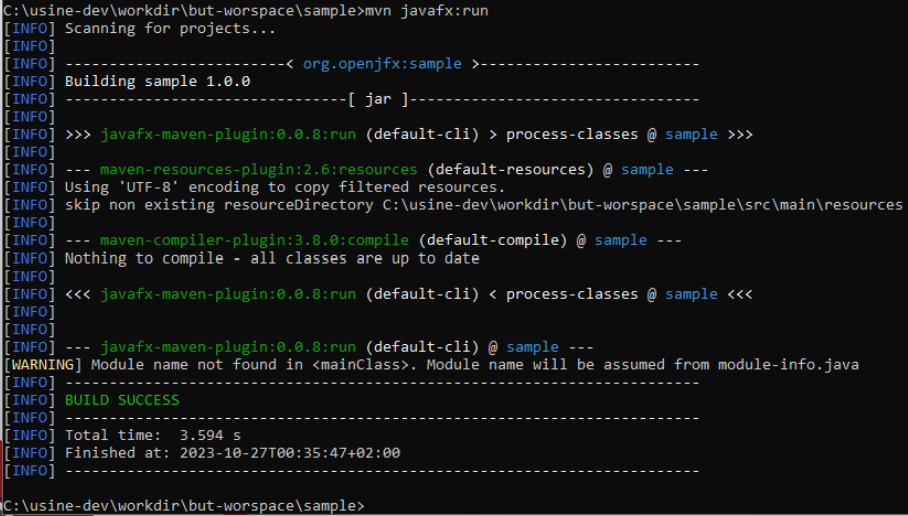 C:\usine-dev\workdir\but-worspace\sample>mvn javafx:run
[INFO] Scanning for projects...
[INFO]
[INFO] -------------------------< org.openjfx:sample >-------------------------
[INFO] Building sample 1.0.0
[INFO] --------------------------------[ jar ]---------------------------------
[INFO]
[INFO] >>> javafx-maven-plugin:0.0.8:run (default-cli) > process-classes @ sample >>>
[INFO]
[INFO] --- maven-resources-plugin:2.6:resources (default-resources) @ sample ---
[INFO] Using 'UTF-8' encoding to copy filtered resources.
[INFO] skip non existing resourceDirectory C:\usine-dev\workdir\but-worspace\sample\src\main\resources
[INFO]
[INFO] --- maven-compiler-plugin:3.8.0:compile (default-compile) @ sample ---
[INFO] Nothing to compile - all classes are up to date
[INFO]
[INFO] <<< javafx-maven-plugin:0.0.8:run (default-cli) < process-classes @ sample <<<
[INFO]
[INFO]
[INFO] --- javafx-maven-plugin:0.0.8:run (default-cli) @ sample ---
[WARNING] Module name not found in <mainClass>. Module name will be assumed from module-info.java
[INFO] ------------------------------------------------------------------------
[INFO] BUILD SUCCESS
[INFO] ------------------------------------------------------------------------
[INFO] Total time:  3.594 s
[INFO] Finished at: 2023-10-27T00:35:47+02:00
[INFO] ------------------------------------------------------------------------
C:\usine-dev\workdir\but-worspace\sample>